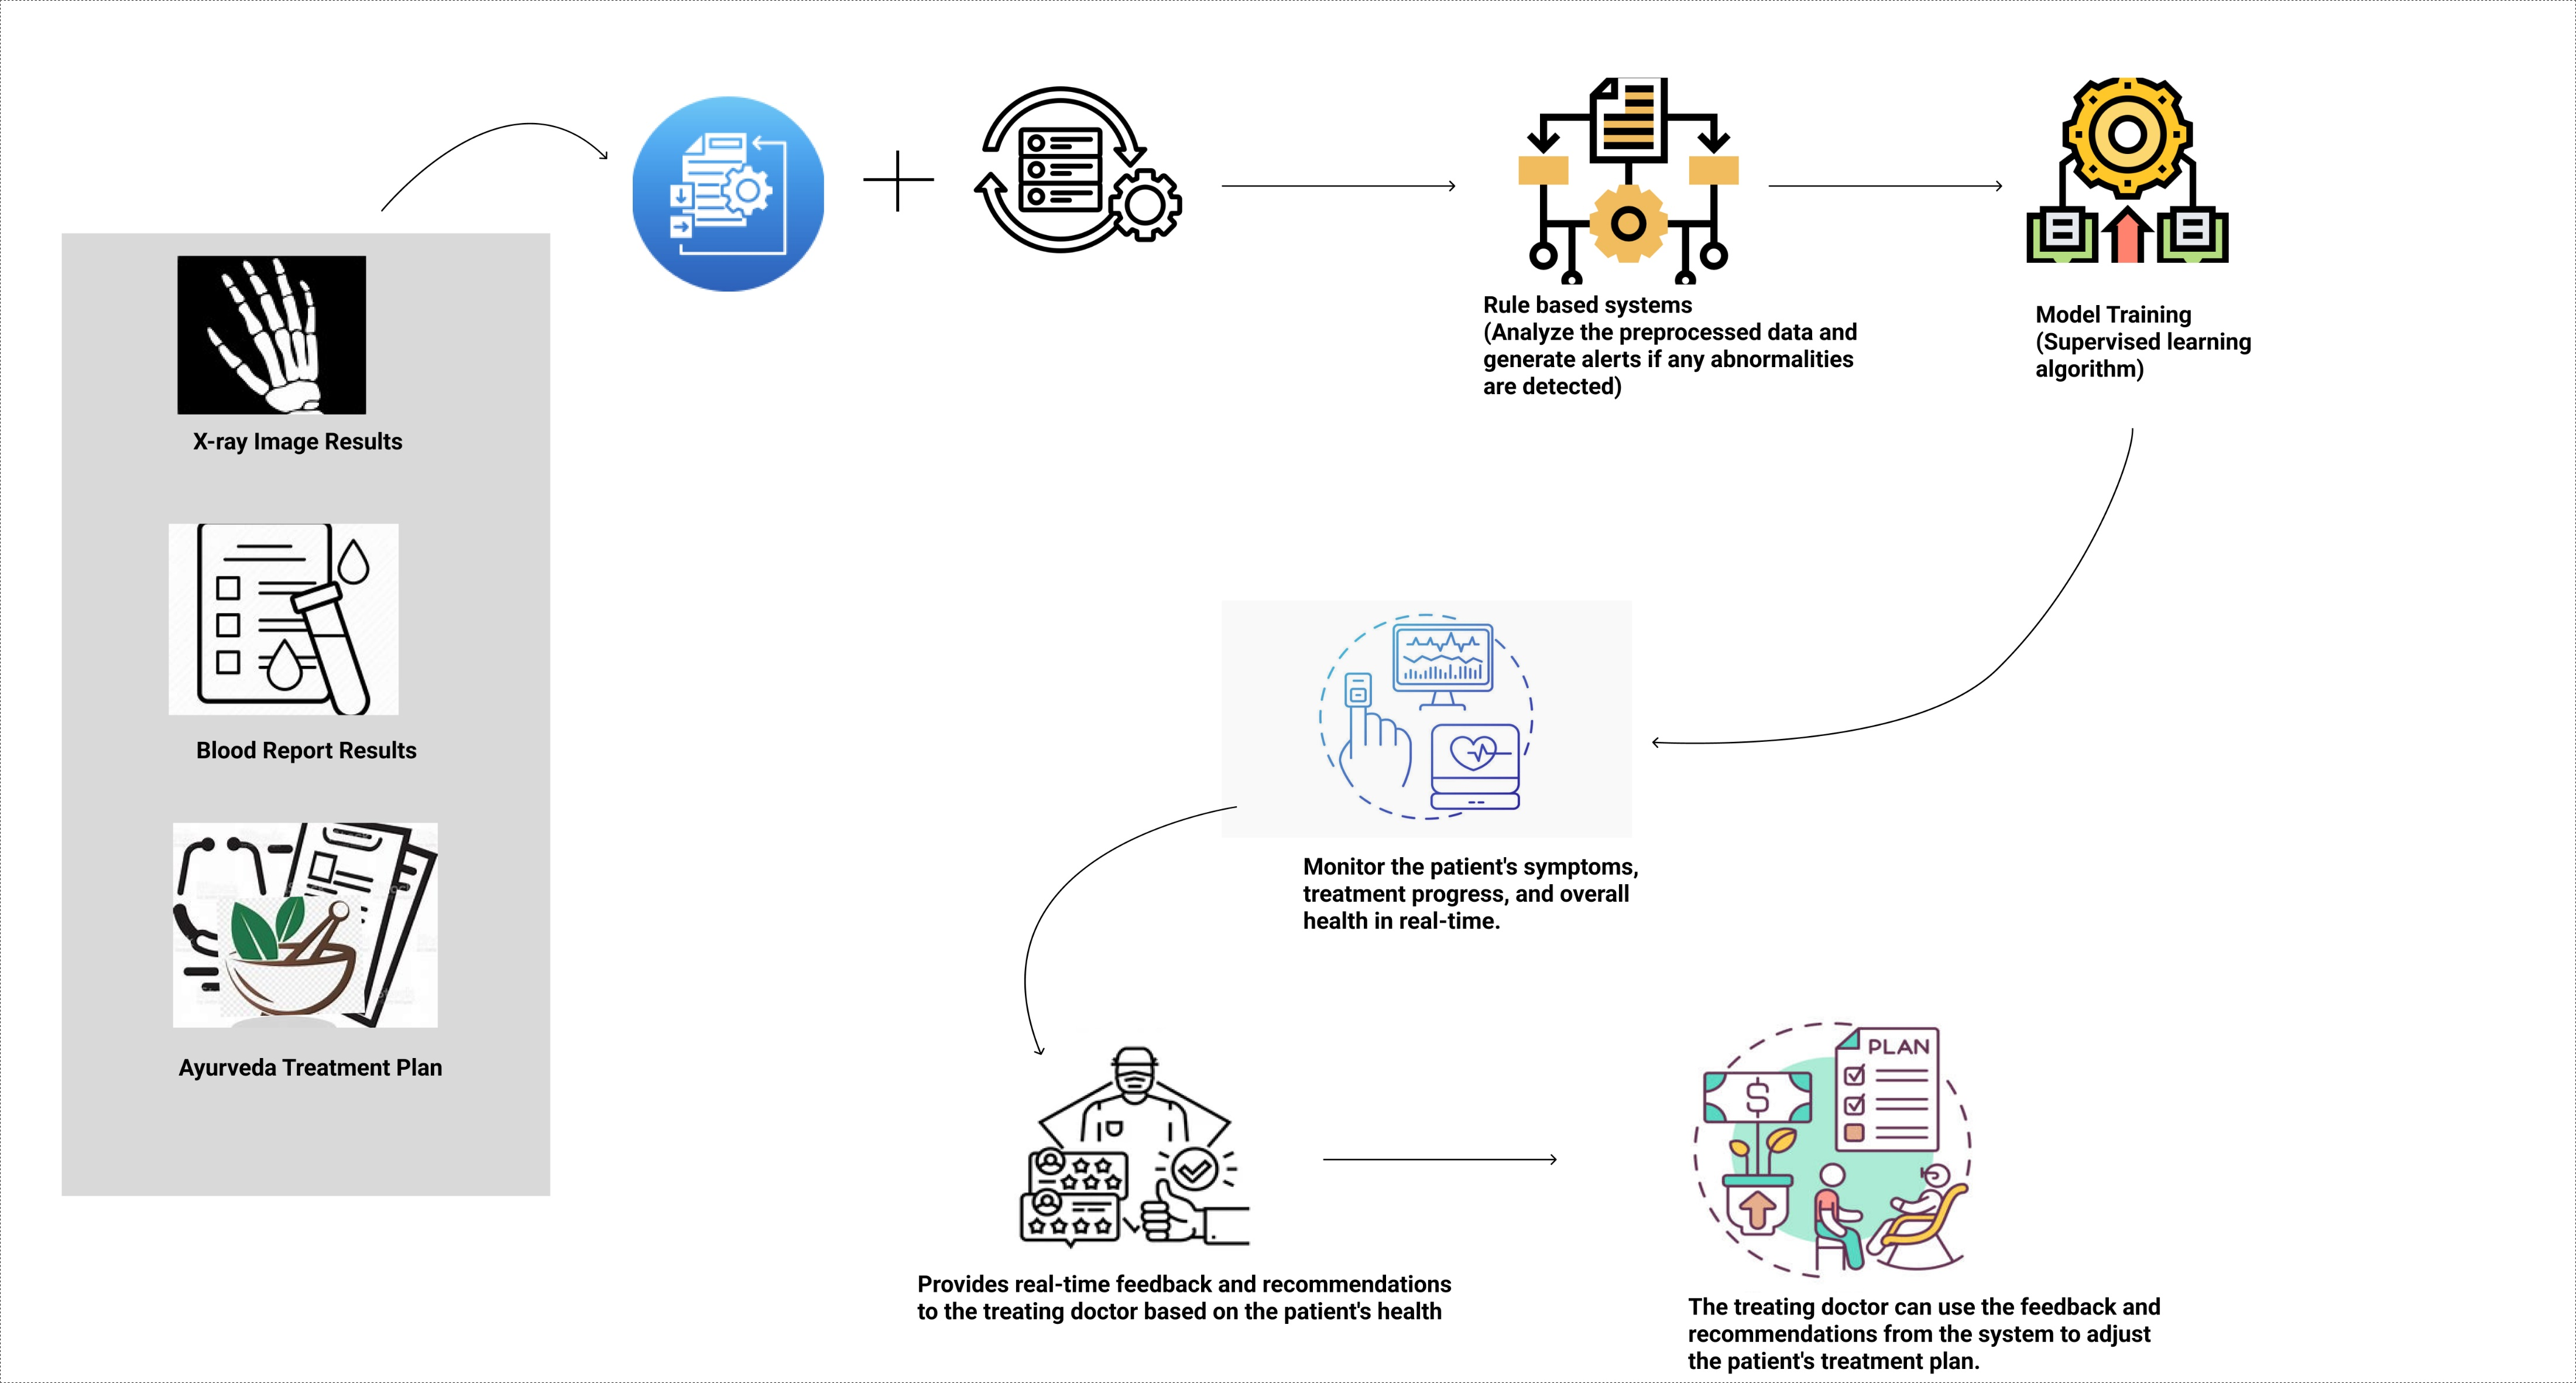 X-ray Image Results
Blood Report Results
Ayurveda Treatment Plan
Rule based systems
(Analyze the preprocessed data and
generate alerts if any abnormalities
are detected)
Model Training
(Supervised learning
algorithm)
Monitor the patient's symptoms,
treatment progress, and overall
health in real-time.
Provides real-time feedback and recommendations
to the treating doctor based on the patient's health
PLAN
$
The treating doctor can use the feedback and
recommendations from the system to adjust
the patient's treatment plan.